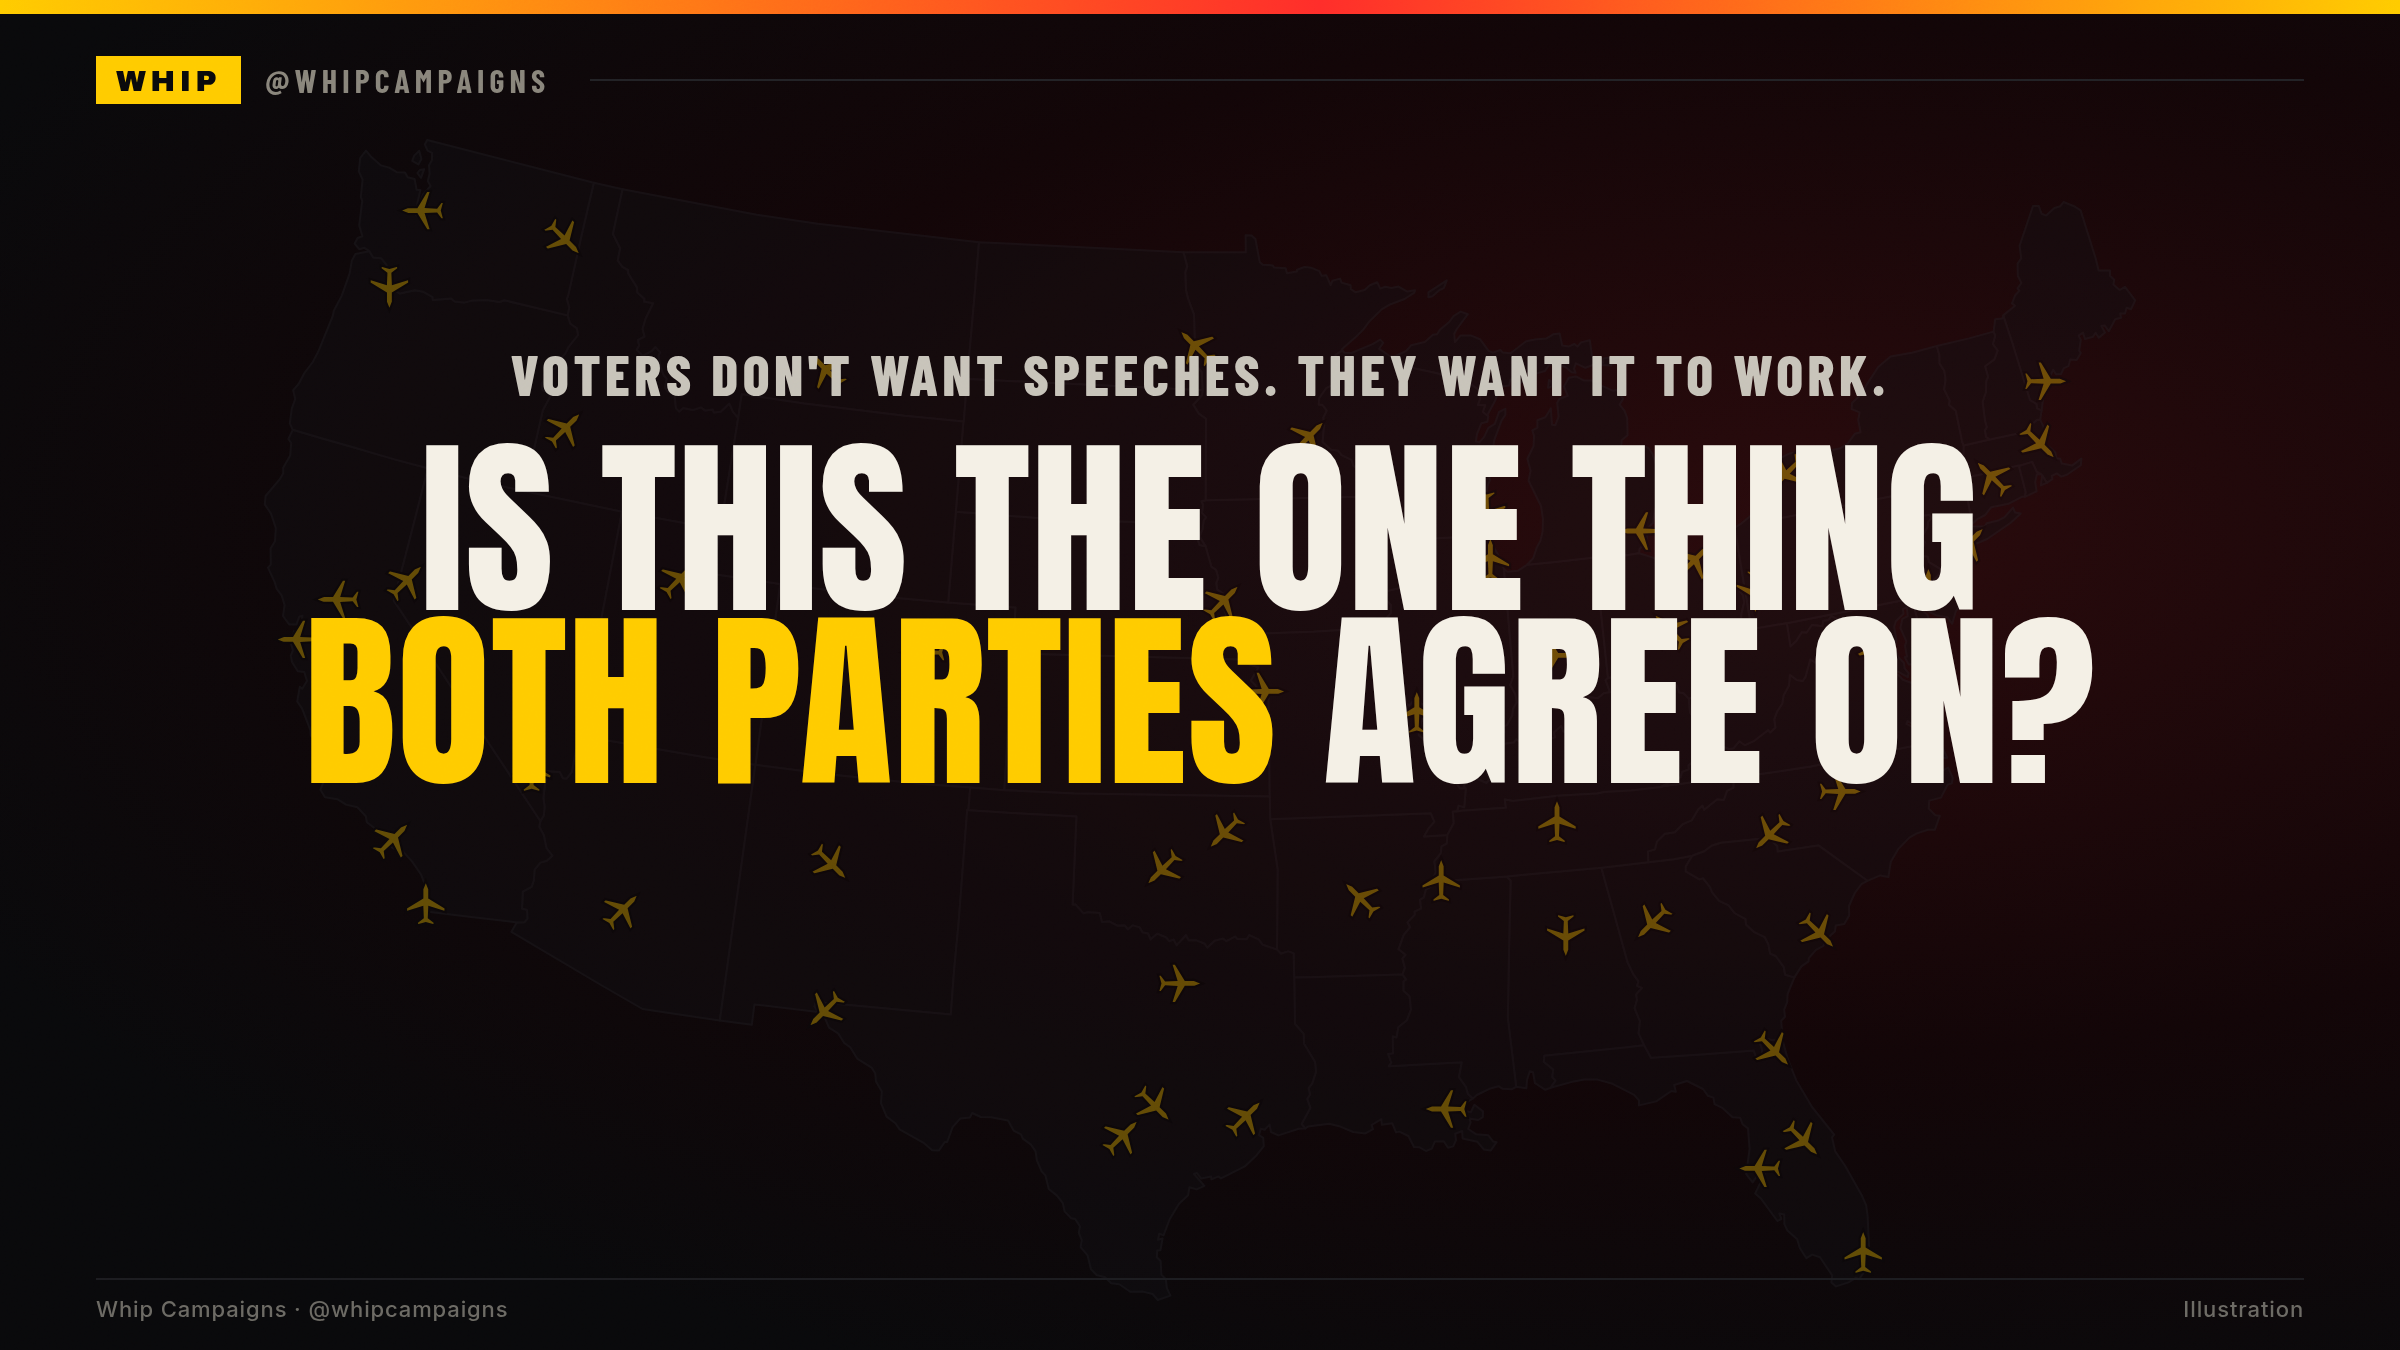 WHIP @WHIPCAMPAIGNS
VOTERS DON'T WANT SPEECHES. THEY WANT IT TO WORK.
IS THIS THE ONE THING
BOTH PARTIES AGREE ON?
Whip Campaigns · @whipcampaigns
Illustration